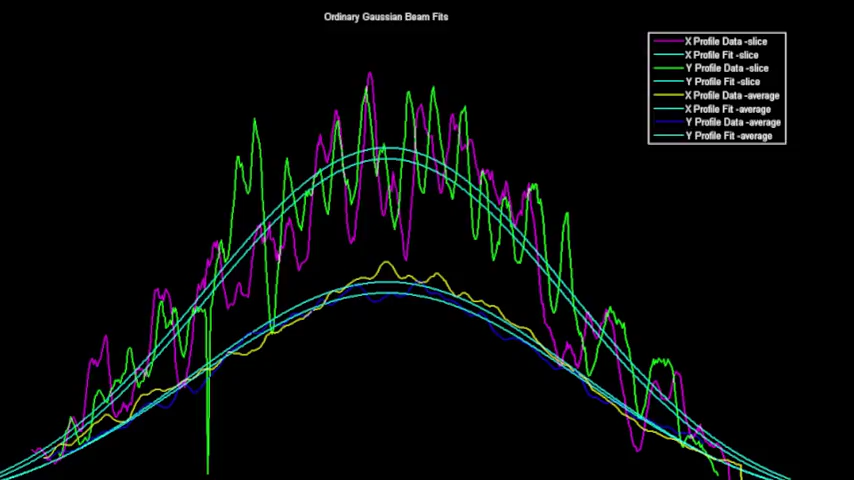 Ordinary Gaussian Beam Fits
X Profile Data -slice
X Profile Fit -slice
Y Profile Data -slice
Y Profile Fit -slice
X Profile Data -average
X Profile Fit -average
Y Profile Data -average
Y Profile Fit -average